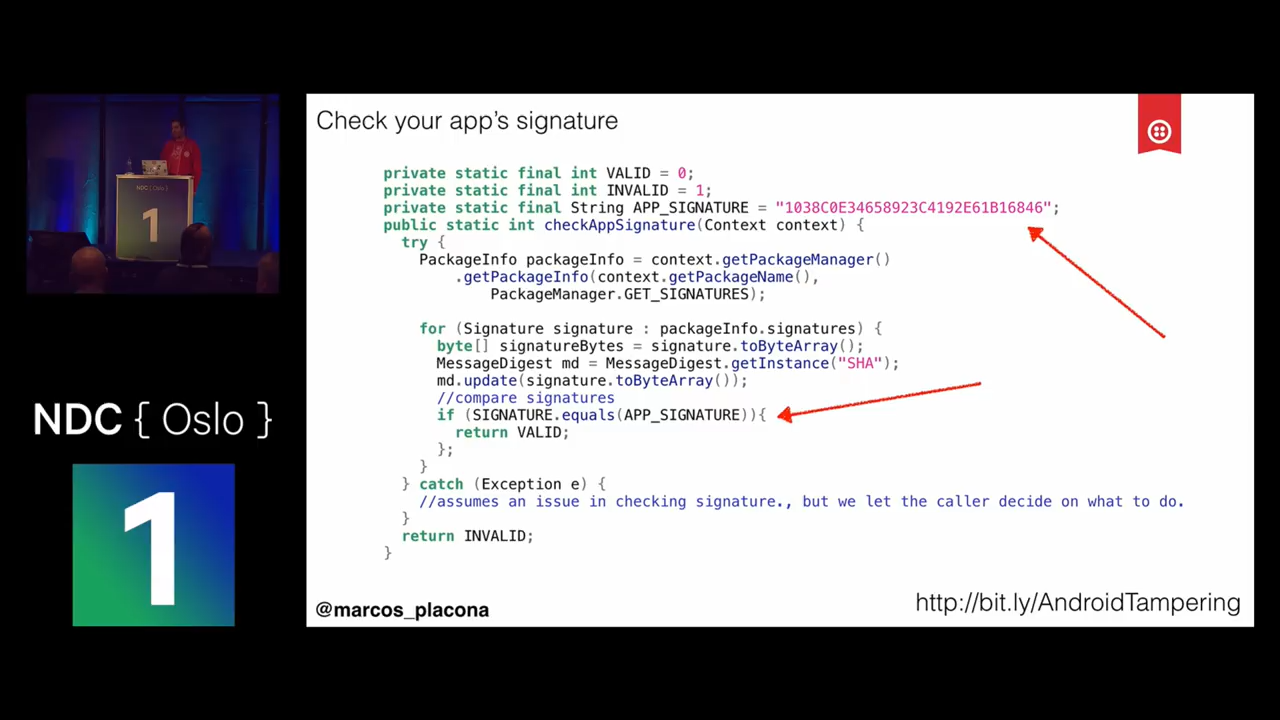 Check your app's signature
private static final int VALID = 0;
private static final int INVALID = 1;
private static final String APP_SIGNATURE = "1038C0E34658923C4192E61B16846";
public static int checkAppSignature(Context context) {
try {
PackageInfo packageInfo = context.getPackageManager()
.getPackageInfo(context.getPackageName(),
PackageManager.GET_SIGNATURES);
for (Signature signature : packageInfo.signatures) {
byte[] signatureBytes = signature.toByteArray();
MessageDigest md = MessageDigest.getInstance("SHA");
md.update(signature.toByteArray());
//compare signatures
if (SIGNATURE.equals(APP_SIGNATURE)){
return VALID;
};
}
} catch (Exception e) {
//assumes an issue in checking signature., but we let the caller decide on what to do.
}
return INVALID;
}
@marcos_placona
http://bit.ly/AndroidTampering
NDC { Oslo }
1
NDC { Oslo }
1